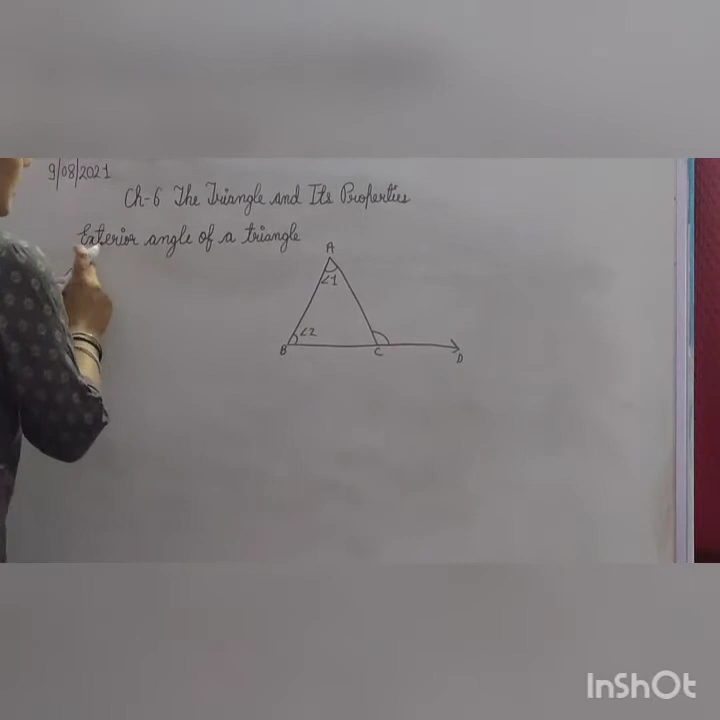 9/08/2021
Ch-6 The Triangle and Its Properties
Exterior angle of a triangle
A
∠1
∠2
B
C
D
InShOt